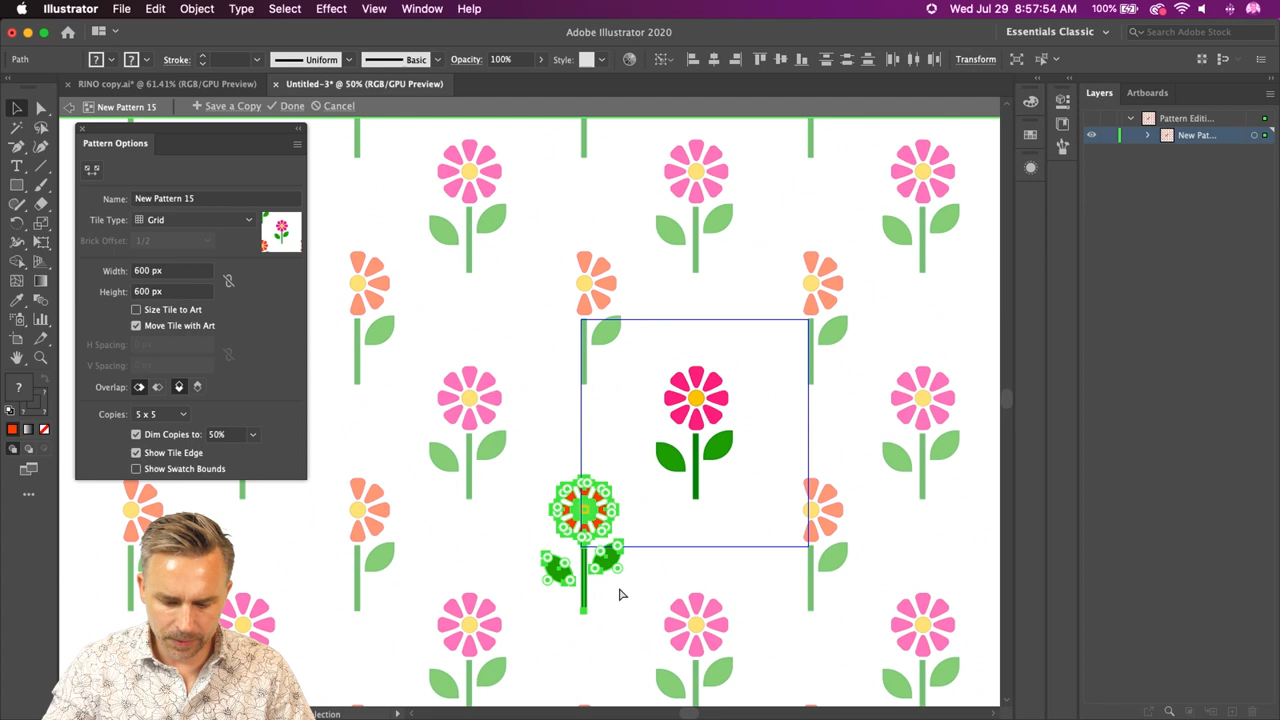 Illustrator File Edit Object Type Select Effect View Window Help 100% Wed Jul 29 8:57:54 AM
Adobe Illustrator 2020 Essentials Classic Search Adobe Stock
Path ? ? Stroke: Uniform Basic Opacity: 100% Style: Transform
× RINO copy.ai* @ 61.41% (RGB/GPU Preview) × Untitled-3* @ 50% (RGB/GPU Preview)
New Pattern 15 + Save a Copy Done Cancel
Layers Artboards
Pattern Editi...
New Pat...
Pattern Options
Name: New Pattern 15
Tile Type: Grid
Brick Offset: 1/2
Width: 600 px
Height: 600 px
Size Tile to Art
Move Tile with Art
H Spacing: 0 px
V Spacing: 0 px
Overlap:
Copies: 5 x 5
Dim Copies to: 50%
Show Tile Edge
Show Swatch Bounds
?